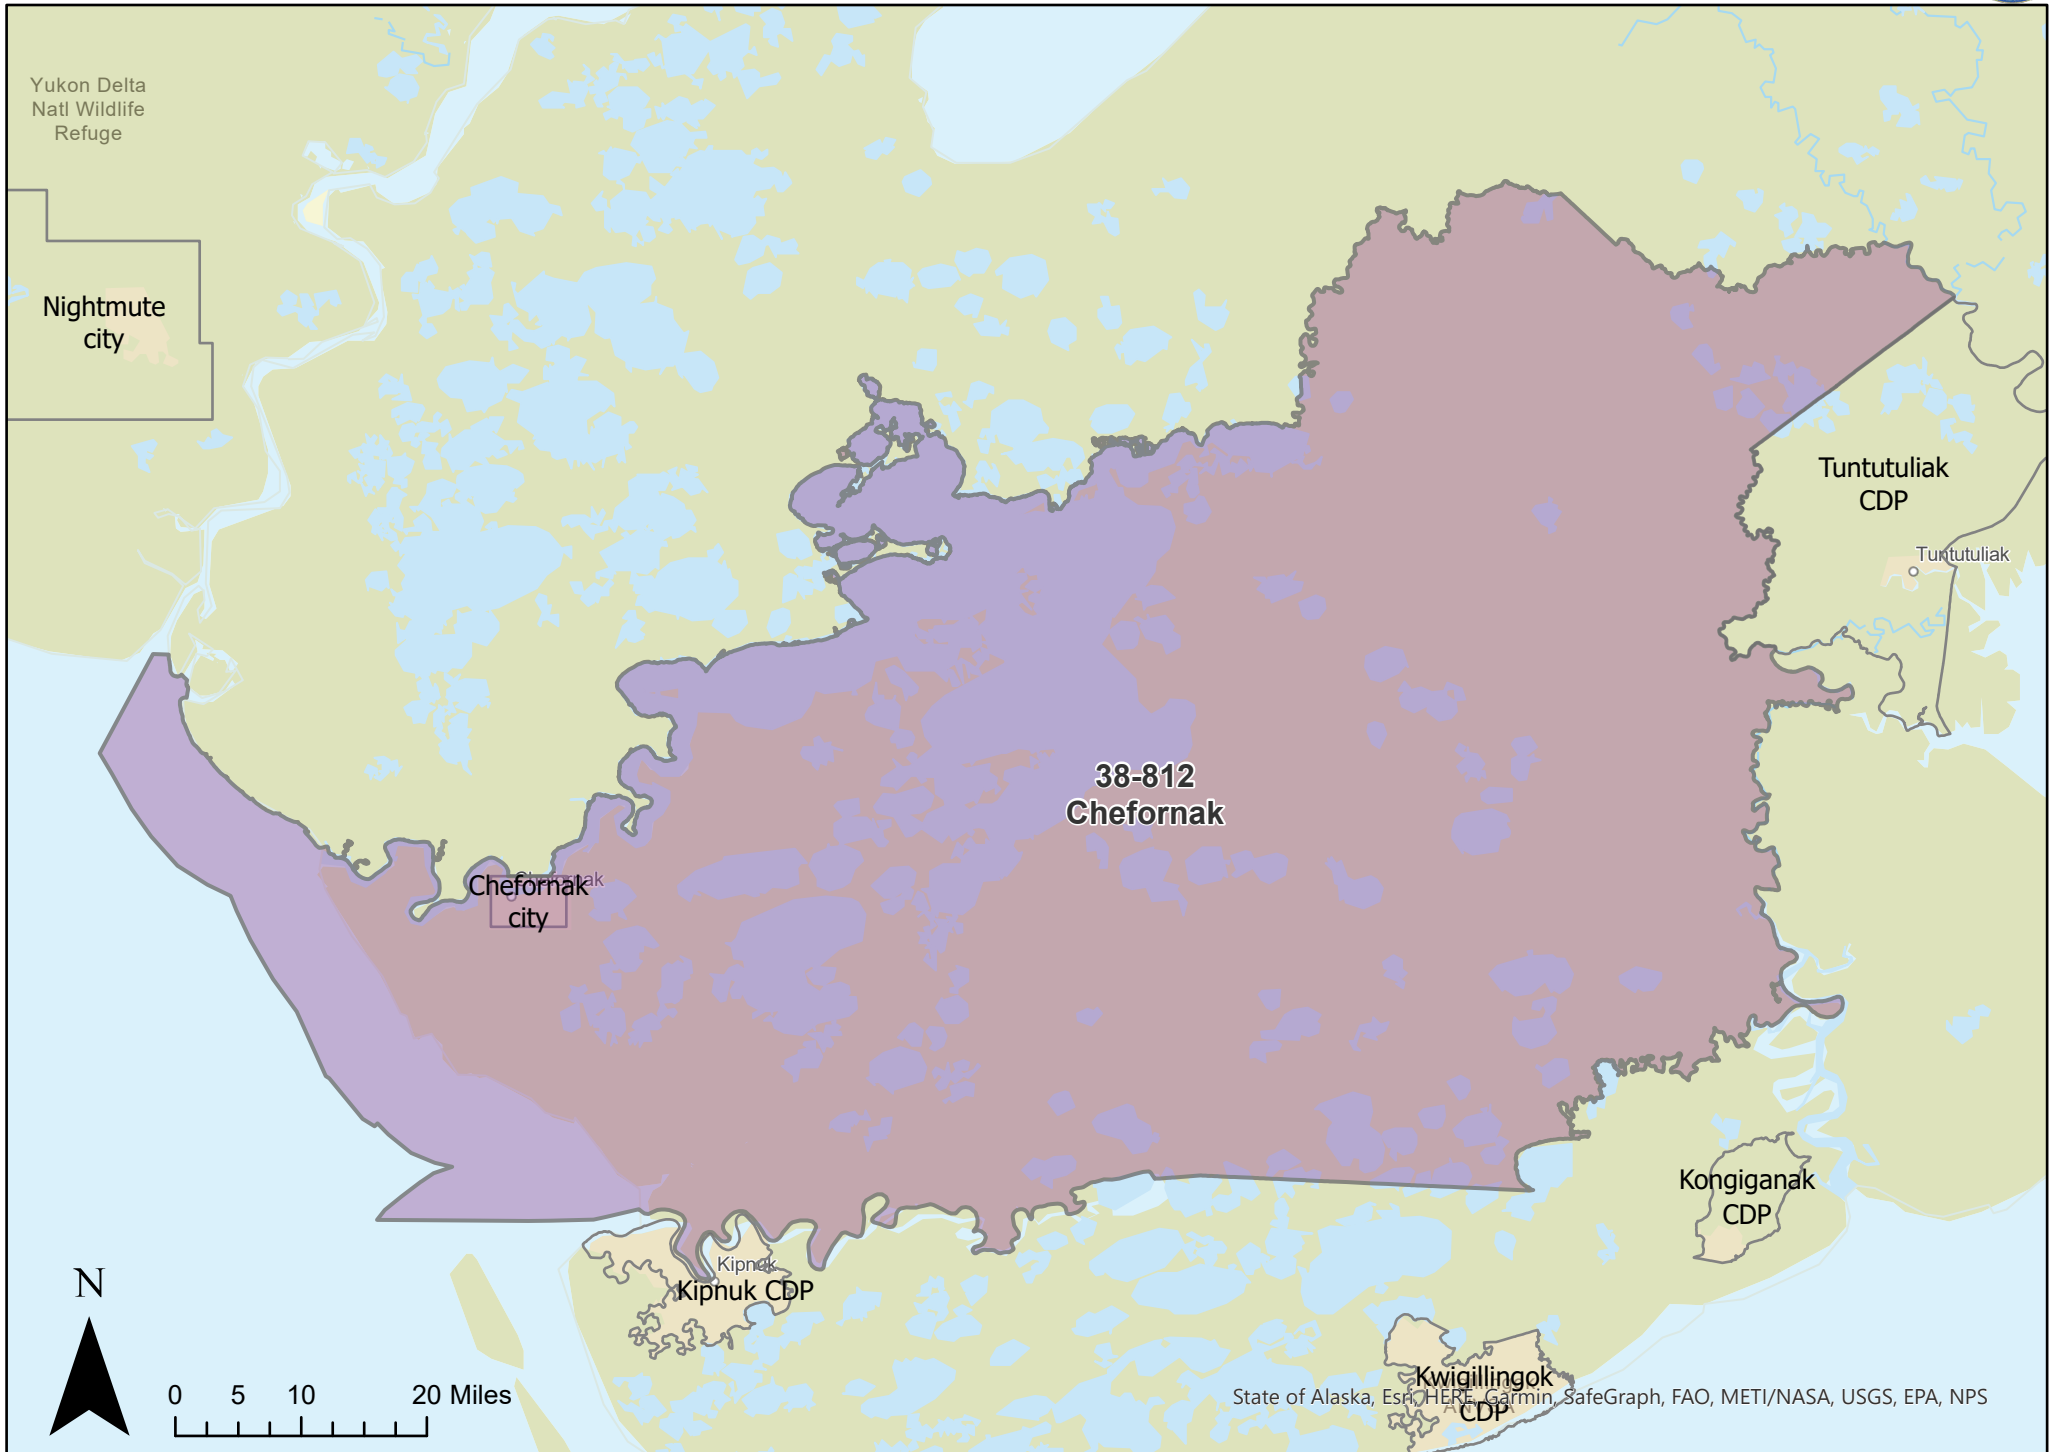 Yukon Delta
Natl Wildlife
Refuge
Nightmute
city
Tuntutuliak
CDP
Tuntutuliak
38-812
Chefornak
Chefornak
Chefornak
city
Kongiganak
CDP
Kipnuk
Kipnuk CDP
N
0 5 10 20 Miles
Kwigillingok
CDP
State of Alaska, Esri, HERE, Garmin, SafeGraph, FAO, METI/NASA, USGS, EPA, NPS